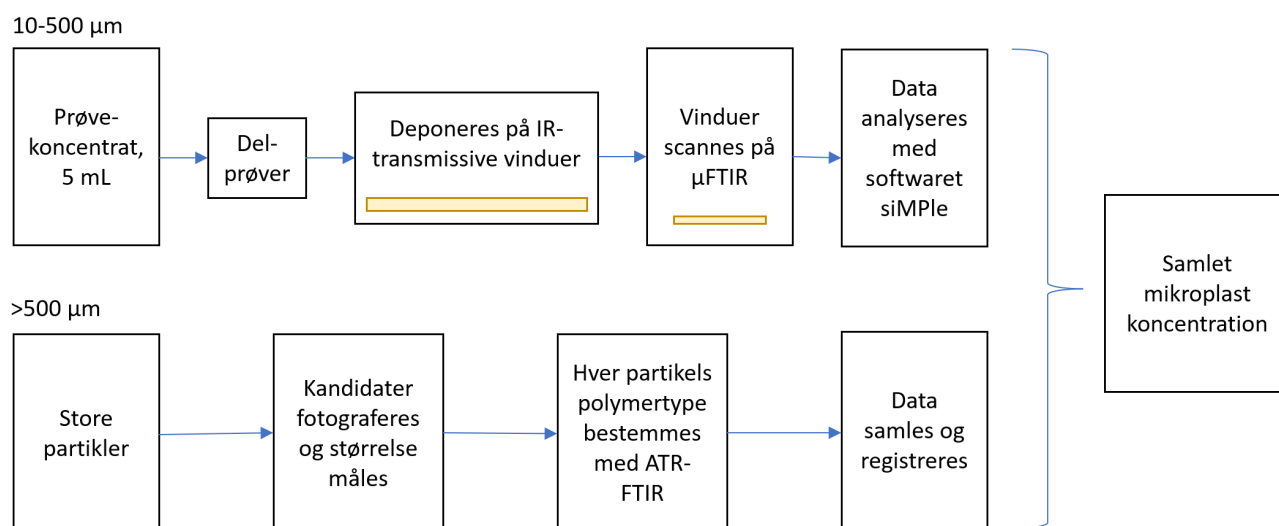 10-500 µm
Prøve-
koncentrat,
5 mL
Del-
prøver
Deponeres på IR-
transmissive vinduer
Vinduer
scannes på
µFTIR
Data
analyseres
med
softwaret
siMPle
>500 µm
Store
partikler
Kandidater
fotograferes
og størrelse
måles
Hver partikels
polymertype
bestemmes
med ATR-
FTIR
Data
samles og
registreres
Samlet
mikroplast
koncentration